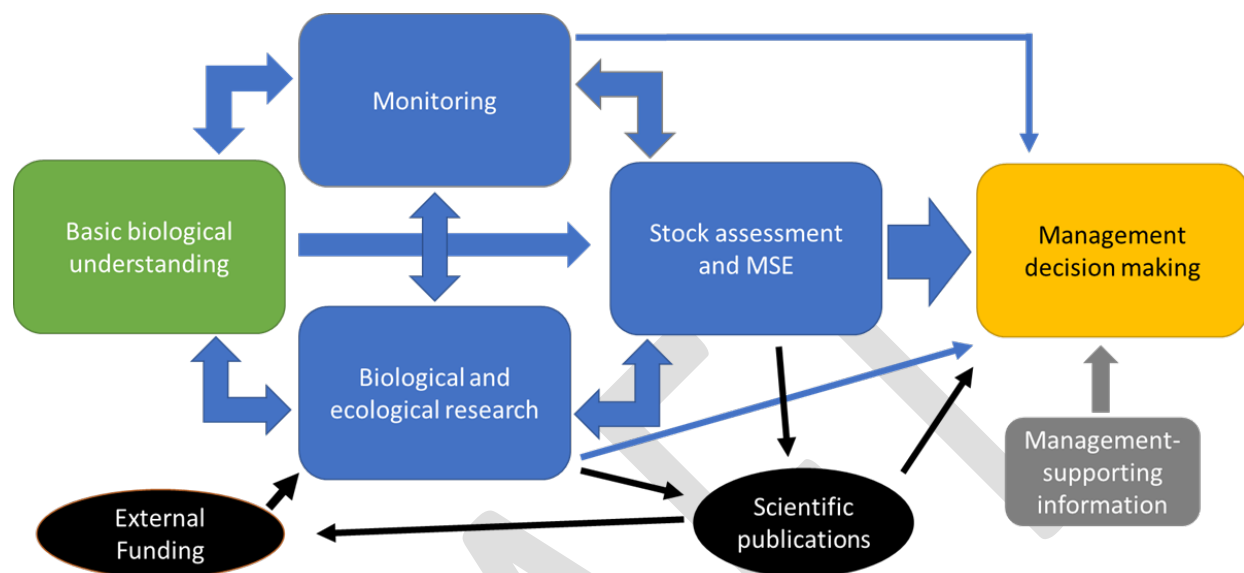 Monitoring
Basic biological
understanding
Stock assessment
and MSE
Management
decision making
Biological and
ecological research
Management-
supporting
information
External
Funding
Scientific
publications